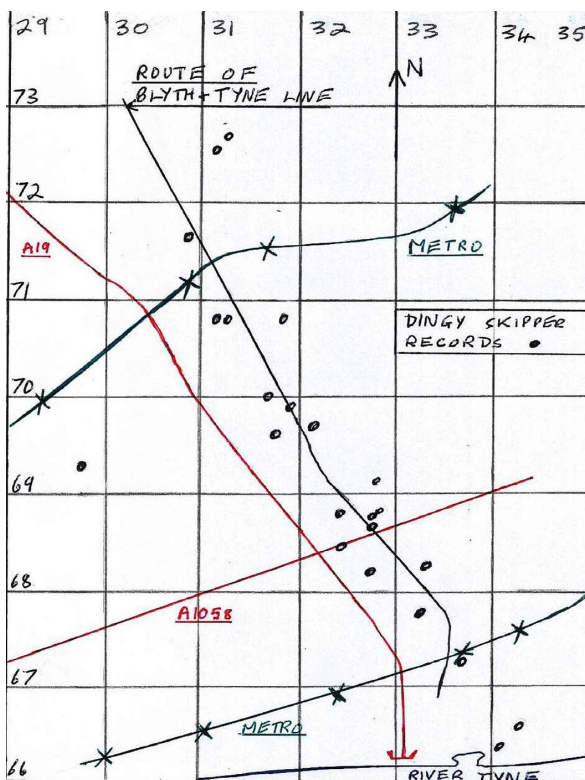 29 30 31 32 33 34 35
N
ROUTE OF
BLYTH + TYNE LINE
73
72
A19
METRO
71
DINGY SKIPPER
RECORDS
70
69
68
A1058
67
METRO
66
RIVER TYNE